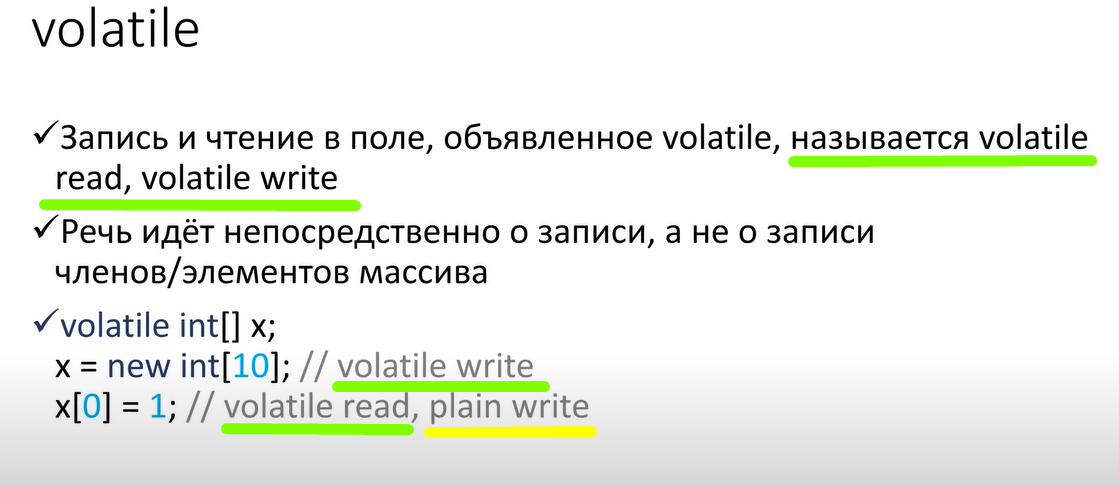 volatile
✓Запись и чтение в поле, объявленное volatile, называется volatile
read, volatile write
✓Речь идёт непосредственно о записи, а не о записи
членов/элементов массива
✓volatile int[] x;
x = new int[10]; // volatile write
x[0] = 1; // volatile read, plain write